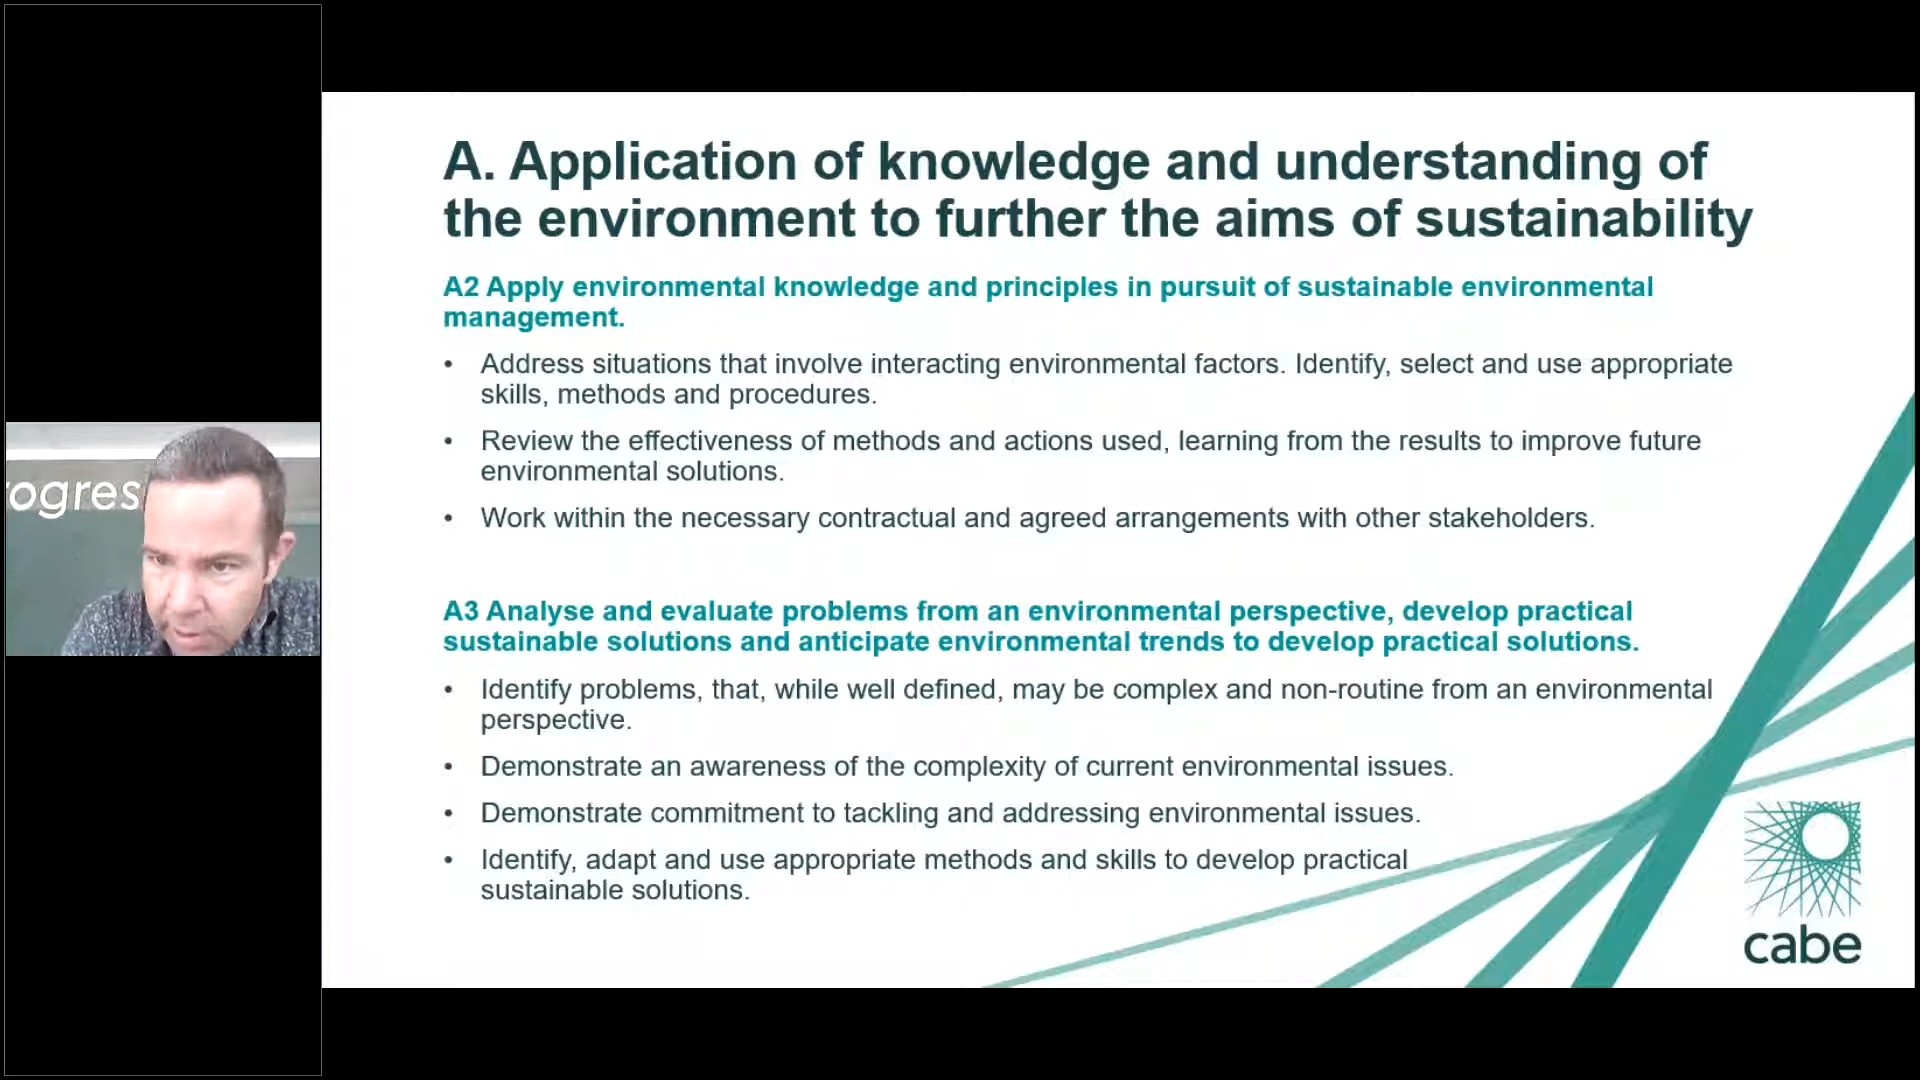 A. Application of knowledge and understanding of
the environment to further the aims of sustainability
A2 Apply environmental knowledge and principles in pursuit of sustainable environmental
management.
• Address situations that involve interacting environmental factors. Identify, select and use appropriate
skills, methods and procedures.
• Review the effectiveness of methods and actions used, learning from the results to improve future
environmental solutions.
• Work within the necessary contractual and agreed arrangements with other stakeholders.
A3 Analyse and evaluate problems from an environmental perspective, develop practical
sustainable solutions and anticipate environmental trends to develop practical solutions.
• Identify problems, that, while well defined, may be complex and non-routine from an environmental
perspective.
• Demonstrate an awareness of the complexity of current environmental issues.
• Demonstrate commitment to tackling and addressing environmental issues.
• Identify, adapt and use appropriate methods and skills to develop practical
sustainable solutions.
cabe
ogres